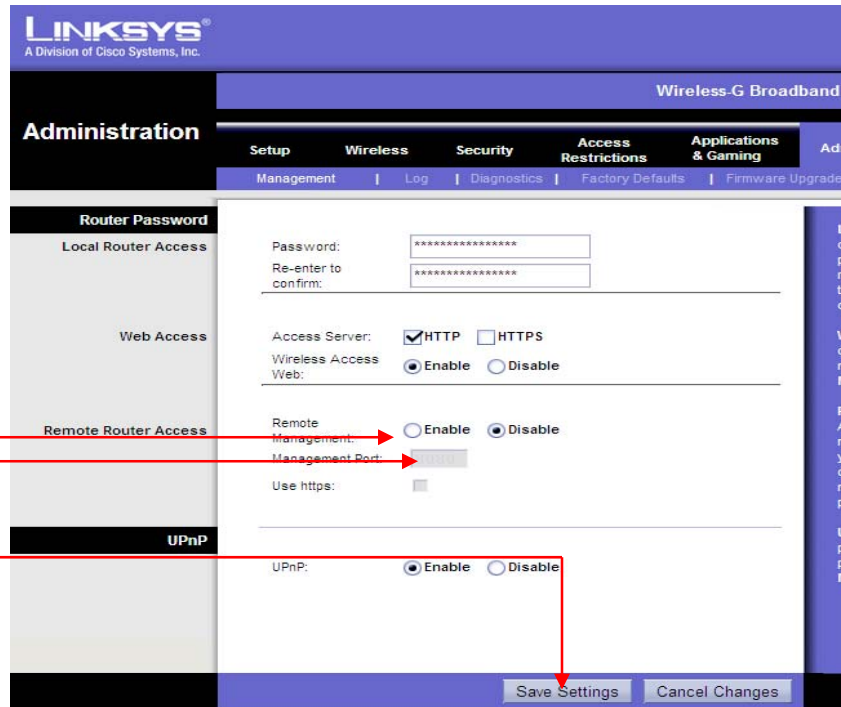 LINKSYS®
A Division of Cisco Systems, Inc.
Wireless-G Broadband
Administration
Setup Wireless Security Access Restrictions Applications & Gaming Ad
Management | Log | Diagnostics | Factory Defaults | Firmware Upgrade
Router Password
Local Router Access
Password: ****************
Re-enter to confirm: ****************
Web Access
Access Server: HTTP HTTPS
Wireless Access Web: Enable Disable
Remote Router Access
Remote Management: Enable Disable
Management Port:
Use https:
UPnP
UPnP: Enable Disable
Save Settings Cancel Changes